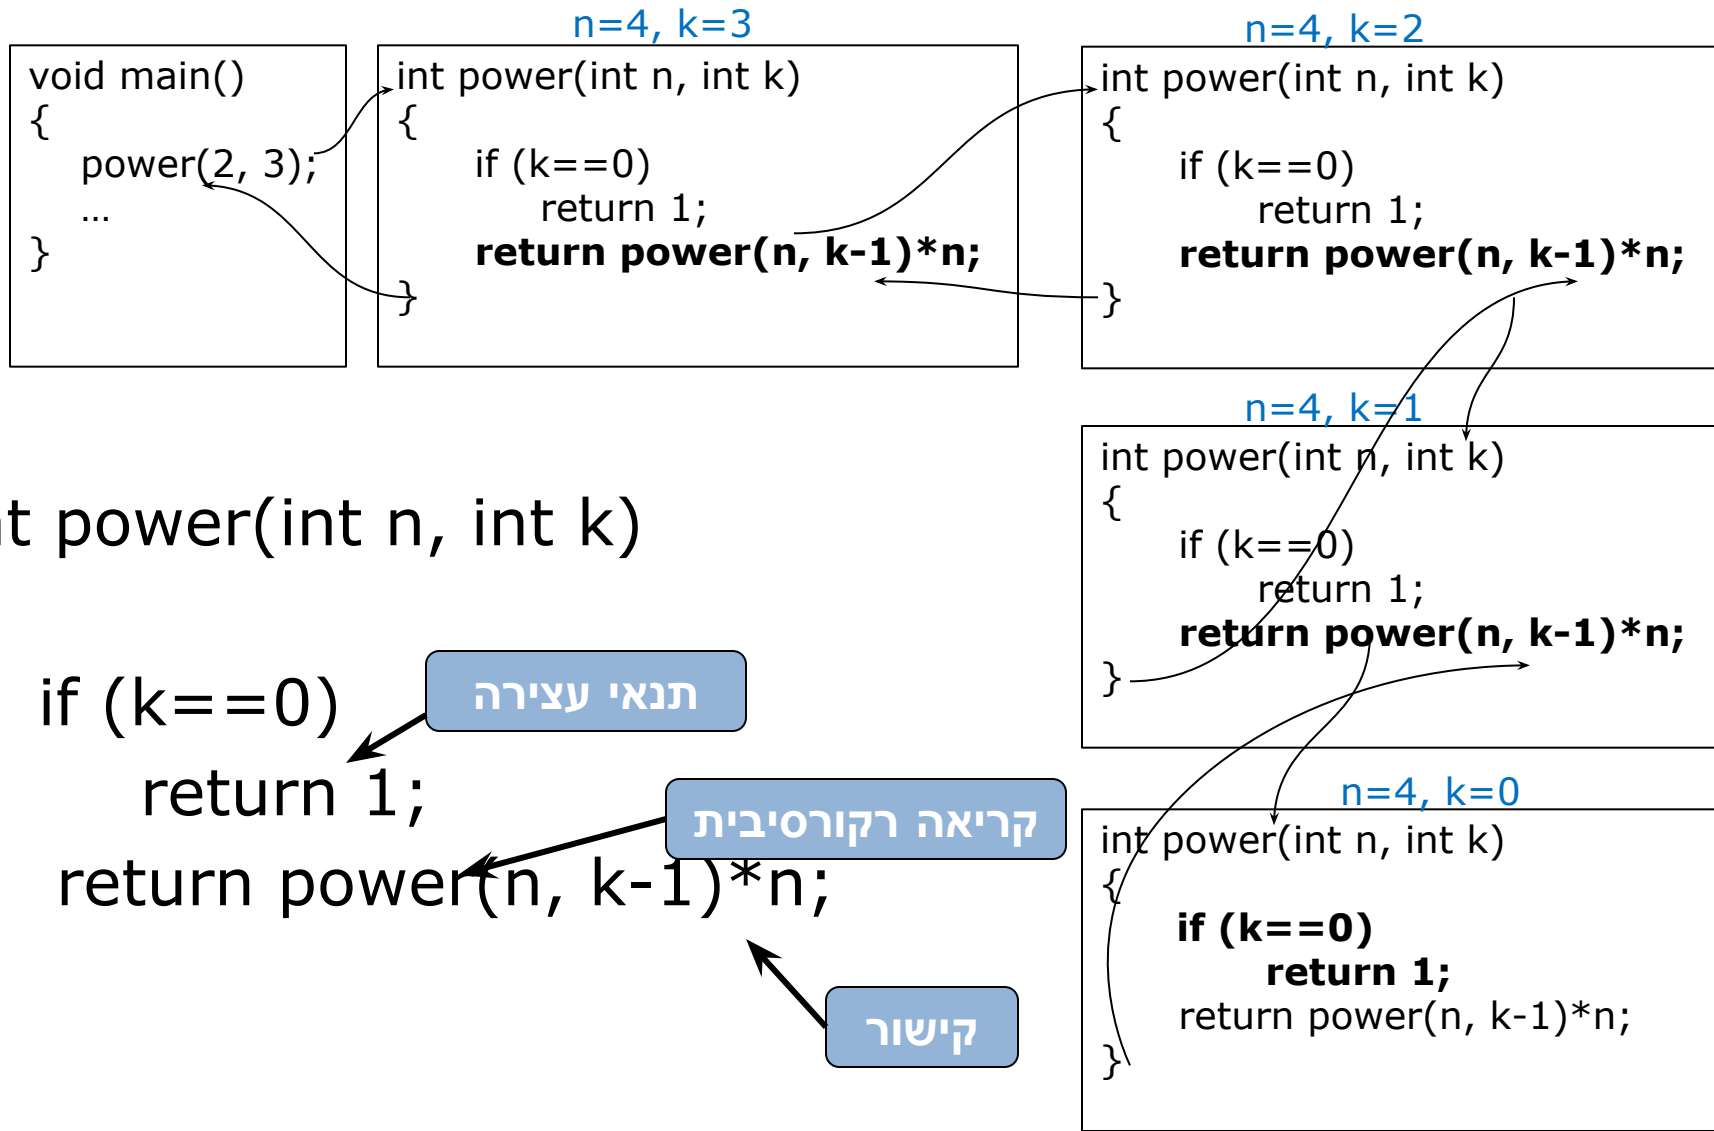 n=4, k=3
void main()
{
power(2, 3);
...
}
int power(int n, int k)
{
if (k==0)
return 1;
return power(n, k-1)*n;
}
n=4, k=2
int power(int n, int k)
{
if (k==0)
return 1;
return power(n, k-1)*n;
}
n=4, k=1
int power(int n, int k)
{
if (k==0)
return 1;
return power(n, k-1)*n;
}
n=4, k=0
int power(int n, int k)
{
if (k==0)
return 1;
return power(n, k-1)*n;
}
nt power(int n, int k)
if (k==0)
תנאי עצירה
return 1;
קריאה רקורסיבית
return power(n, k-1)*n;
קישור